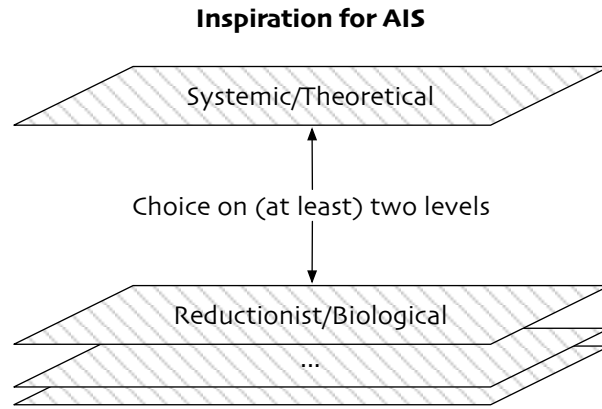 Inspiration for AIS
Systemic/Theoretical
Choice on (at least) two levels
Reductionist/Biological
...